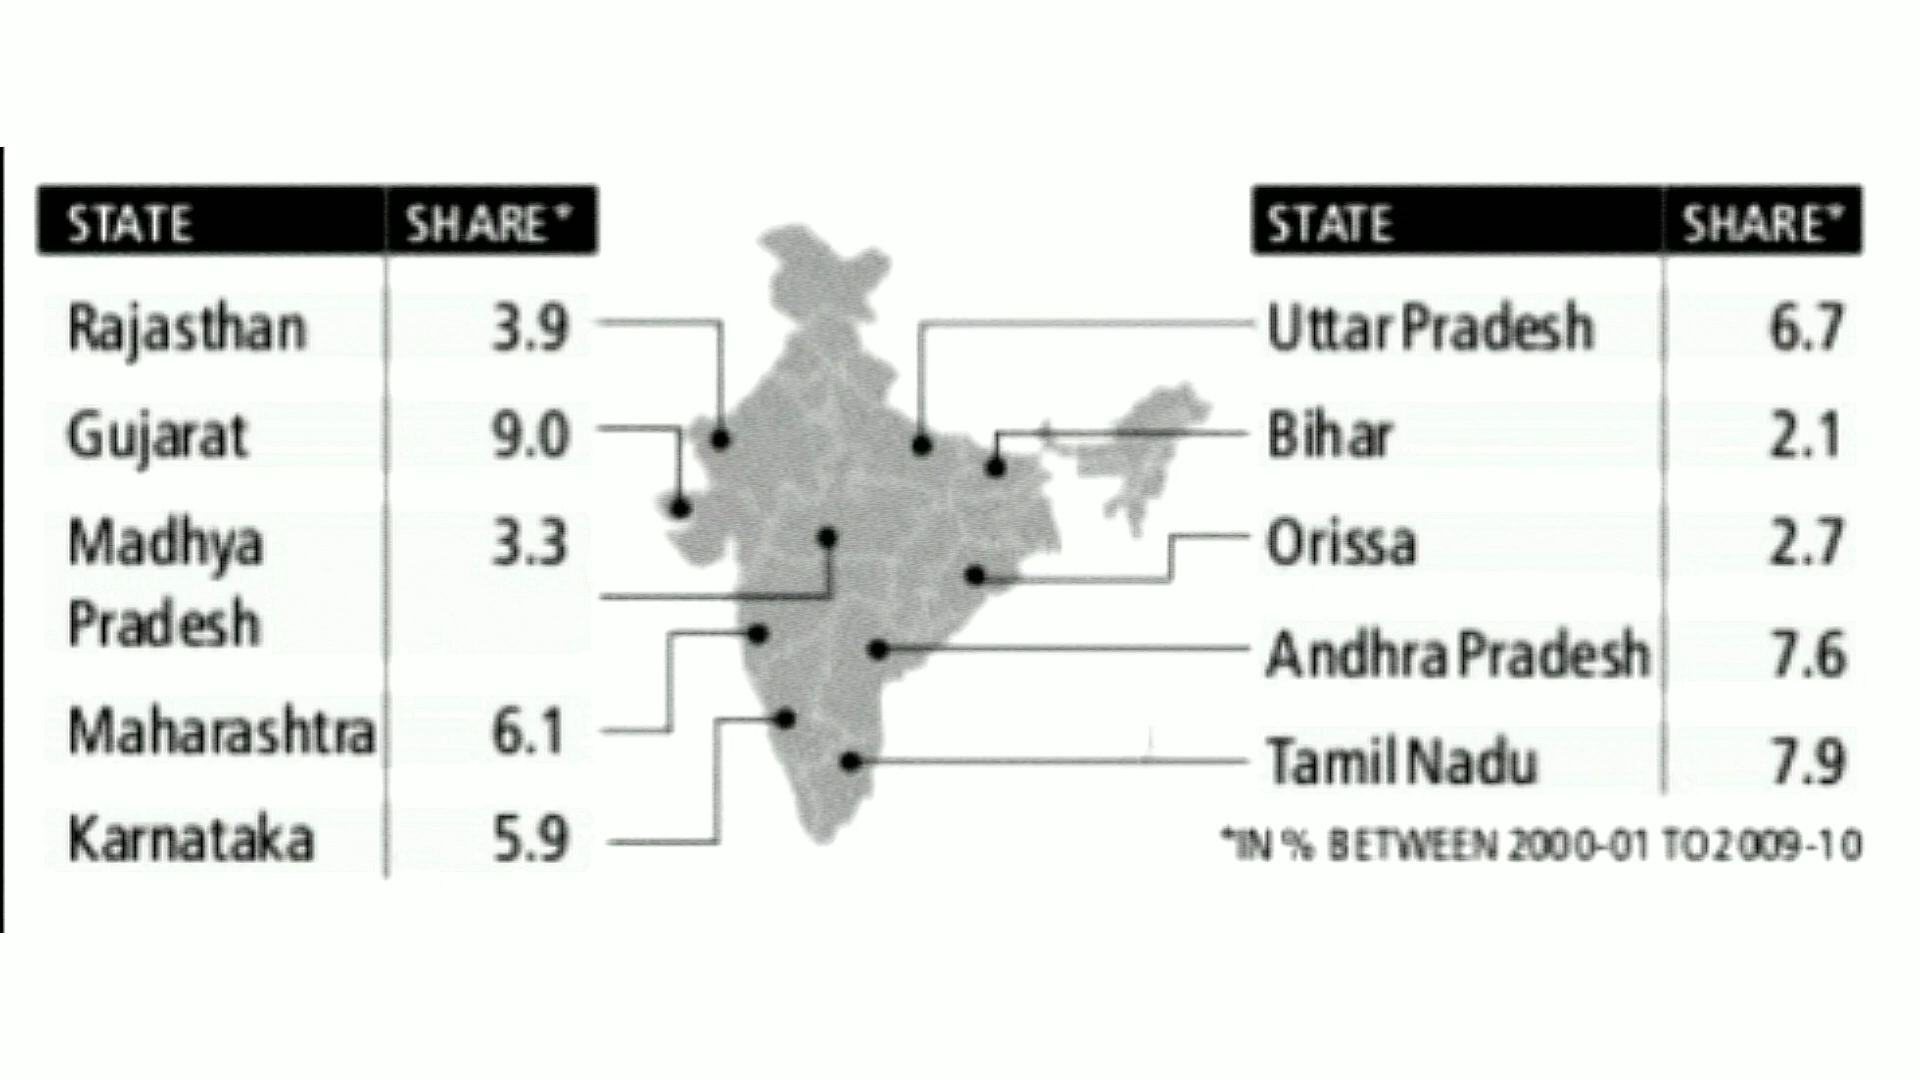 STATE SHARE*
Rajasthan 3.9
Gujarat 9.0
Madhya 3.3
Pradesh
Maharashtra 6.1
Karnataka 5.9
STATE SHARE*
Uttar Pradesh 6.7
Bihar 2.1
Orissa 2.7
Andhra Pradesh 7.6
Tamil Nadu 7.9
*IN % BETWEEN 2000-01 TO 2009-10